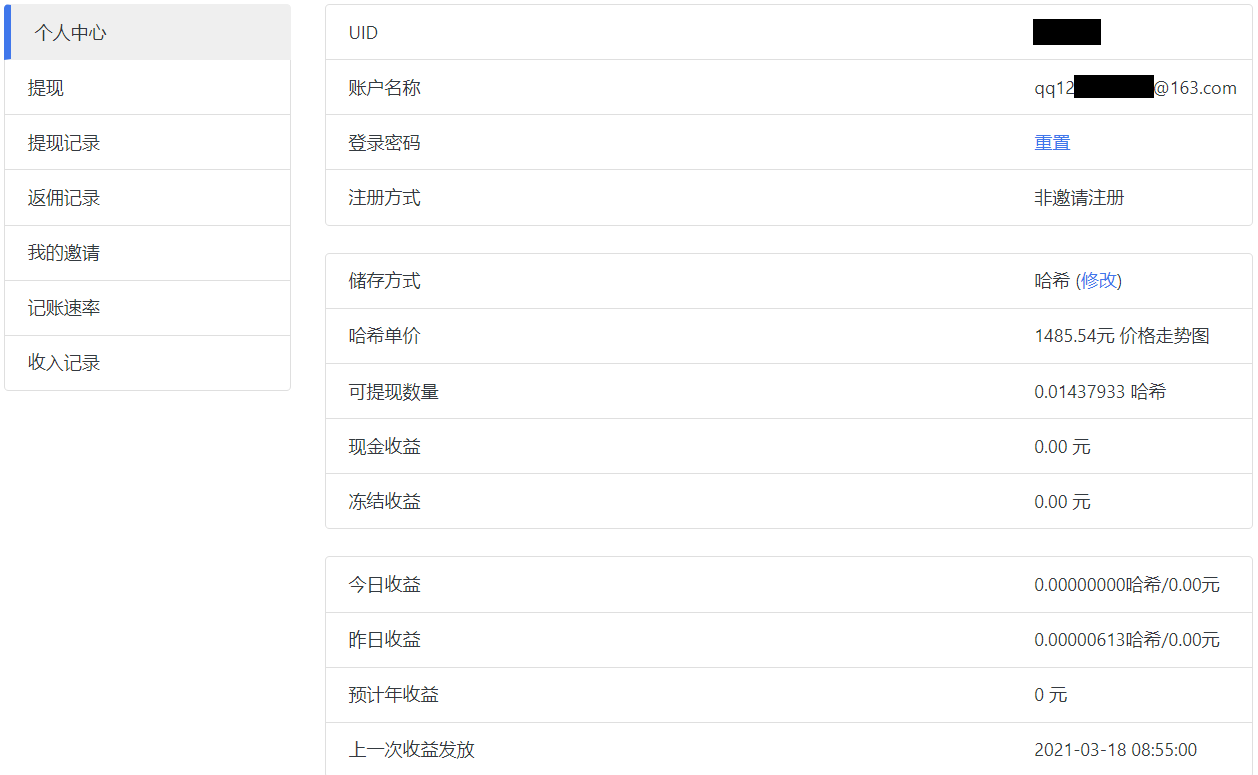 个人中心
提现
提现记录
返佣记录
我的邀请
记账速率
收入记录
UID
账户名称 qq12 @163.com
登录密码 重置
注册方式 非邀请注册
储存方式 哈希 (修改)
哈希单价 1485.54元 价格走势图
可提现数量 0.01437933 哈希
现金收益 0.00 元
冻结收益 0.00 元
今日收益 0.00000000哈希/0.00元
昨日收益 0.00000613哈希/0.00元
预计年收益 0 元
上一次收益发放 2021-03-18 08:55:00